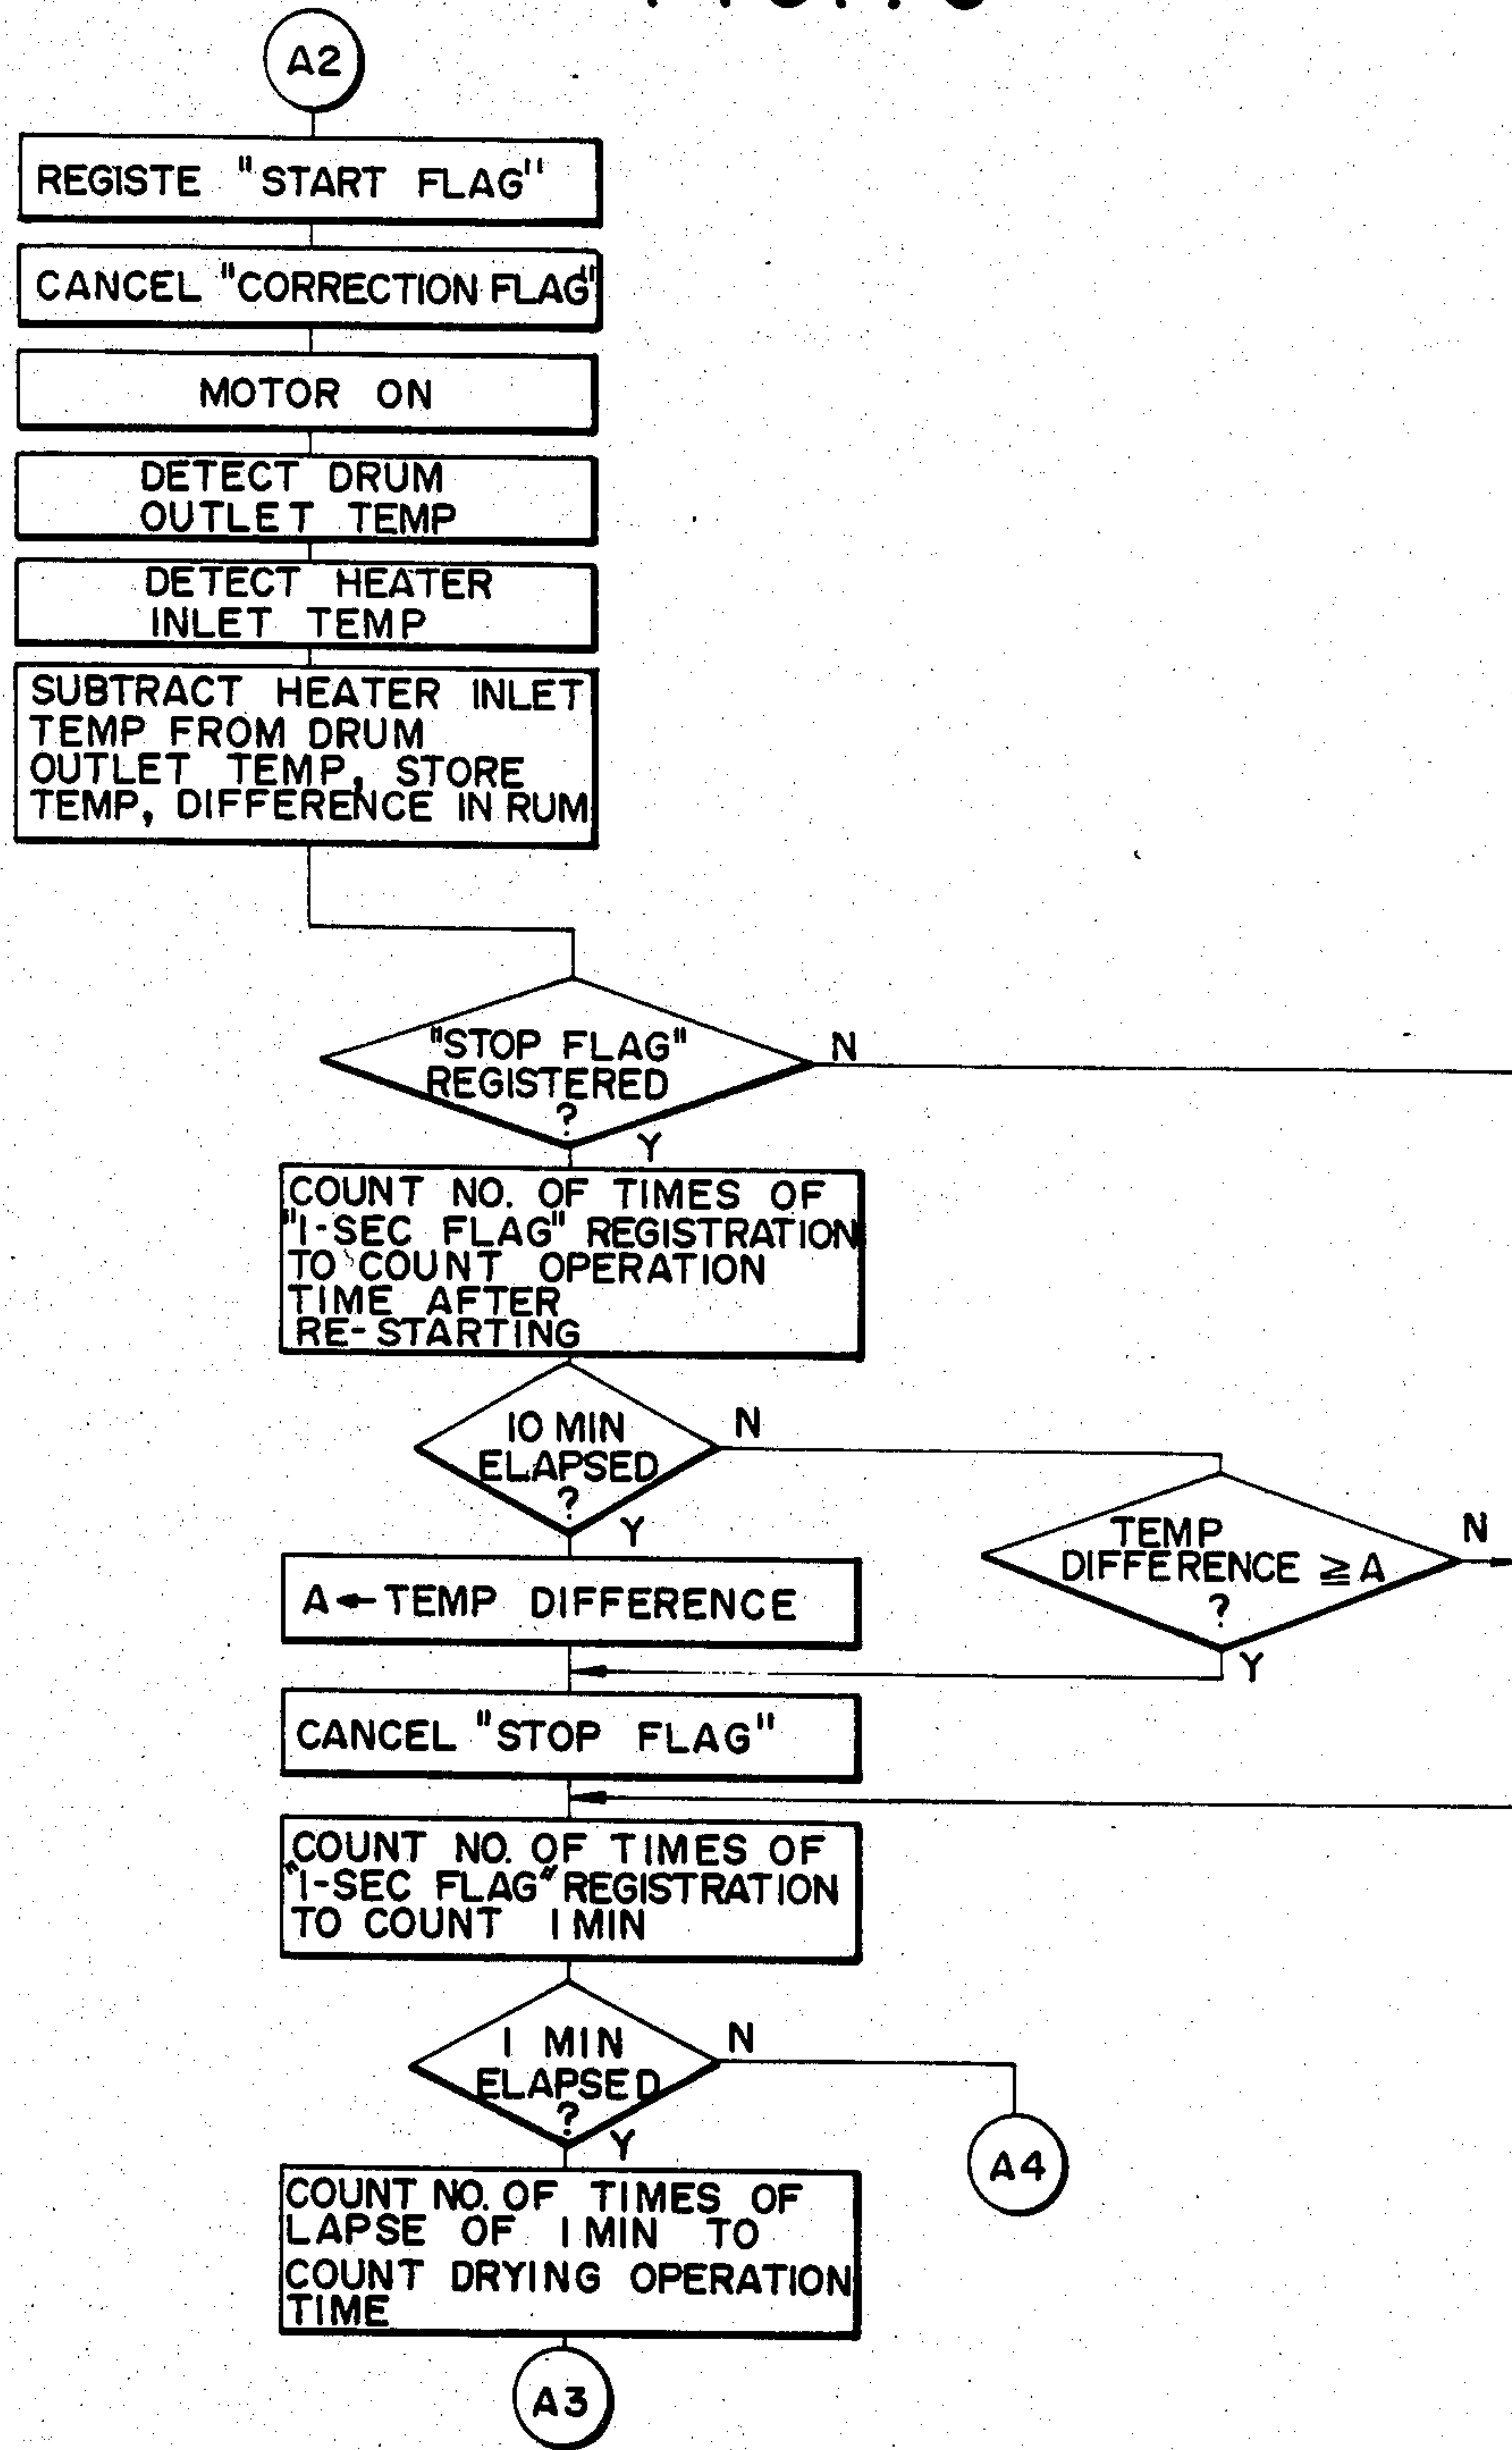 A2
REGISTE "START FLAG"
CANCEL "CORRECTION FLAG"
MOTOR ON
DETECT DRUM
OUTLET TEMP
DETECT HEATER
INLET TEMP
SUBTRACT HEATER INLET
TEMP FROM DRUM
OUTLET TEMP, STORE
TEMP, DIFFERENCE IN RUM
"STOP FLAG"
REGISTERED
?
N
Y
COUNT NO. OF TIMES OF
"1-SEC FLAG" REGISTRATION
TO COUNT OPERATION
TIME AFTER
RE-STARTING
10 MIN
ELAPSED
?
N
Y
TEMP
DIFFERENCE ≧ A
?
N
Y
A ← TEMP DIFFERENCE
CANCEL "STOP FLAG"
COUNT NO. OF TIMES OF
"1-SEC FLAG" REGISTRATION
TO COUNT 1 MIN
1 MIN
ELAPSED
?
N
Y
A4
COUNT NO. OF TIMES OF
LAPSE OF 1 MIN TO
COUNT DRYING OPERATION
TIME
A3